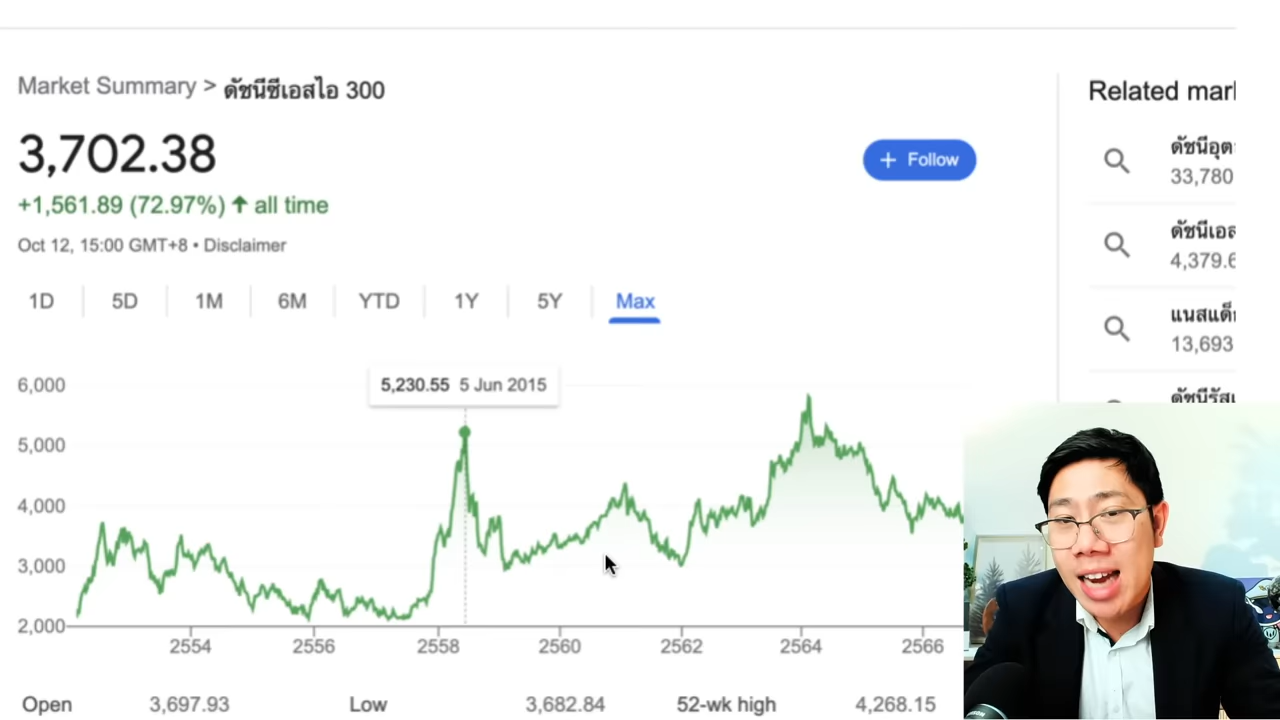 Market Summary > ดัชนีซีเอสไอ 300
3,702.38
+ Follow
+1,561.89 (72.97%) ↑ all time
Oct 12, 15:00 GMT+8 • Disclaimer
1D 5D 1M 6M YTD 1Y 5Y Max
5,230.55 5 Jun 2015
6,000
5,000
4,000
3,000
2,000
2554 2556 2558 2560 2562 2564 2566
Open 3,697.93 Low 3,682.84 52-wk high 4,268.15
Related
33,780
4,379.6
13,693